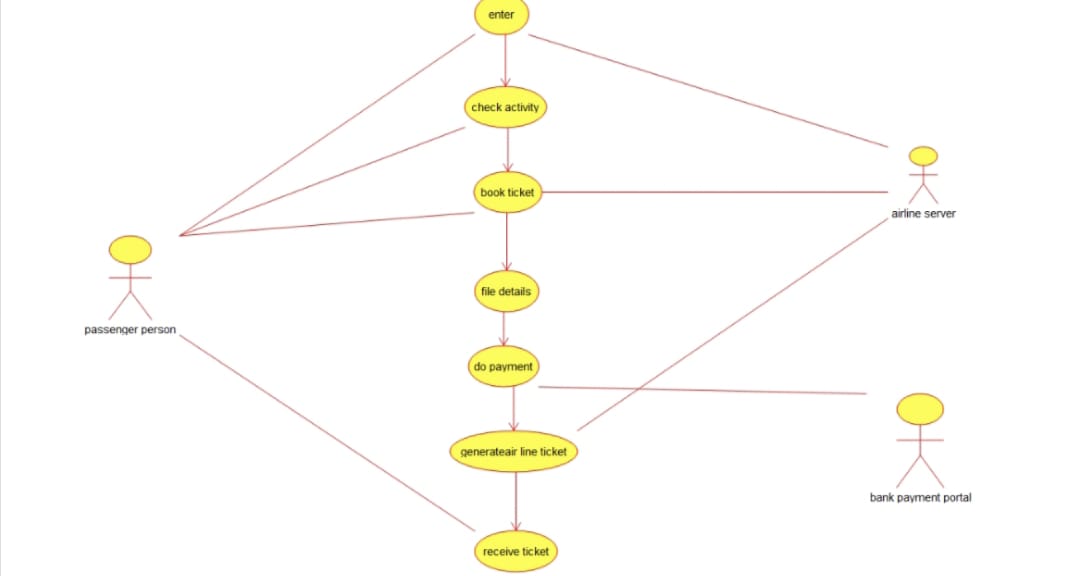 enter
check activity
book ticket
airline server
file details
passenger person
do payment
generateair line ticket
bank payment portal
receive ticket